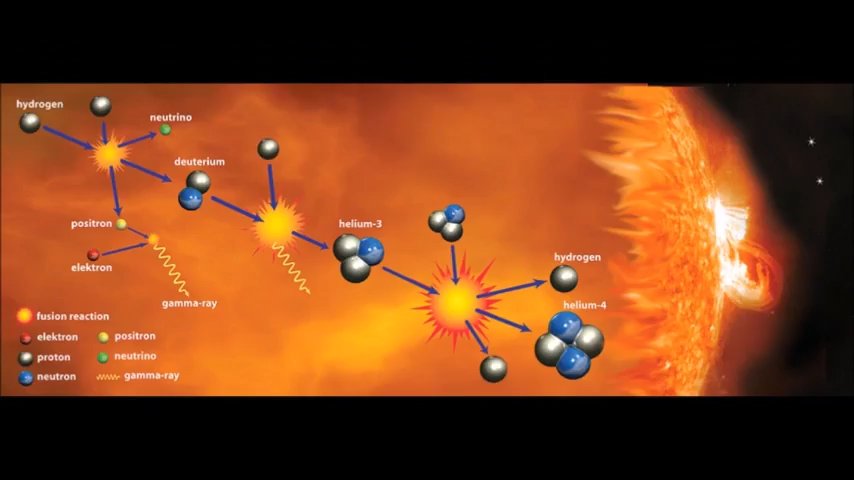 hydrogen
neutrino
deuterium
positron
elektron
gamma-ray
helium-3
hydrogen
helium-4
fusion reaction
elektron
positron
proton
neutrino
neutron
gamma-ray